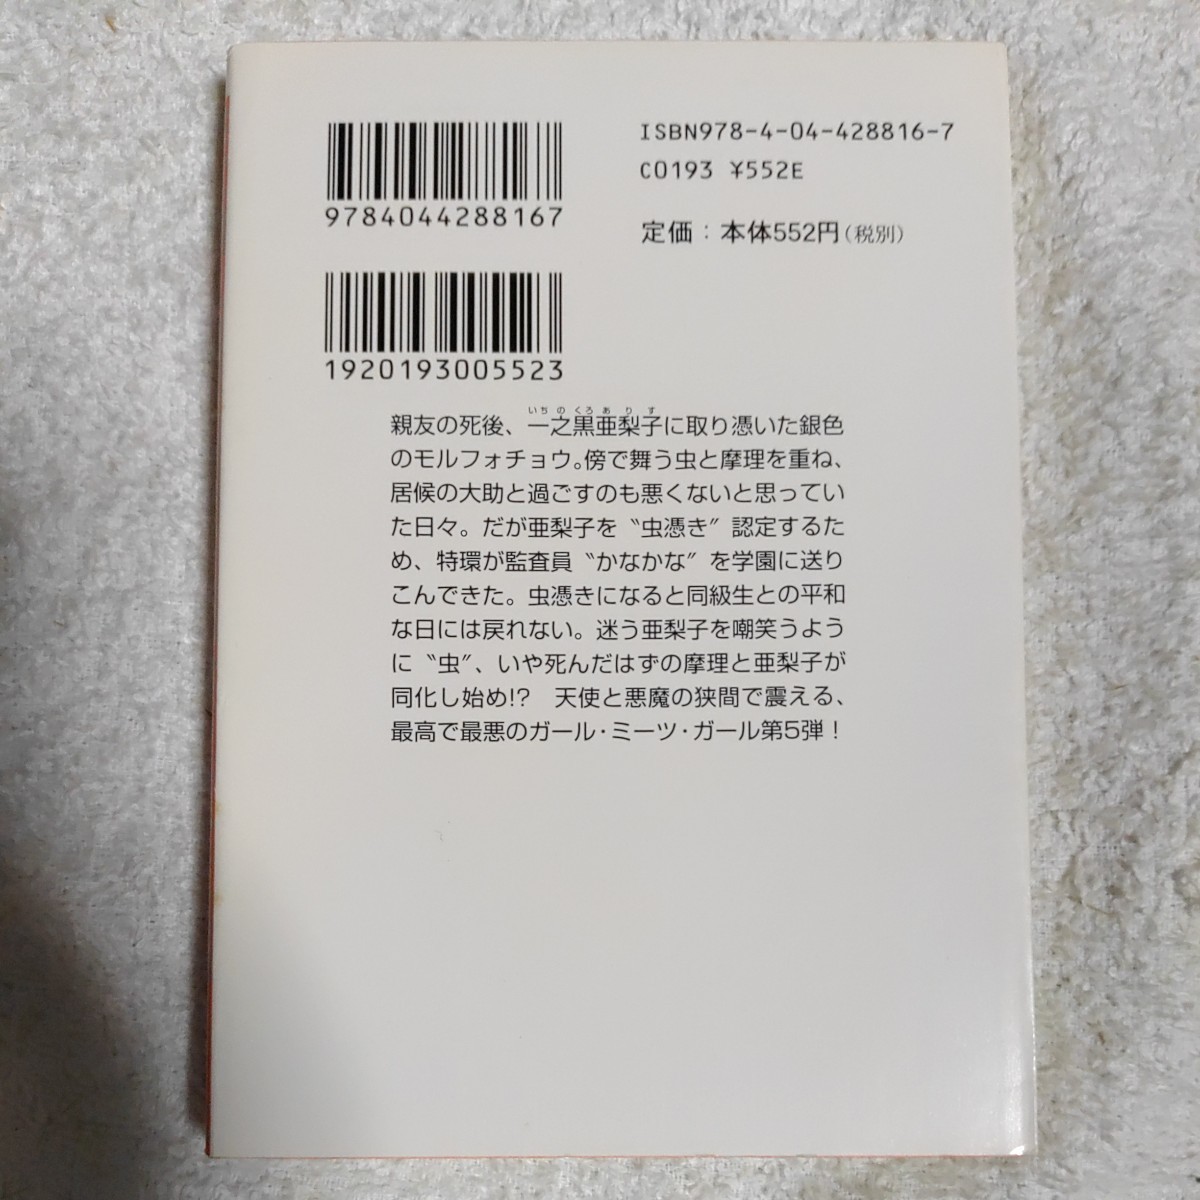 ISBN978-4-04-428816-7
C0193 ¥552E
定価：本体552円（税別）
9784044288167
1920193005523
いちのくろありす
親友の死後、一之黒亜梨子に取り憑いた銀色
のモルフォチョウ。傍で舞う虫と摩理を重ね、
居候の大助と過ごすのも悪くないと思ってい
た日々。だが亜梨子を〝虫憑き〟認定するた
め、特環が監査員〝かなかな〟を学園に送り
こんできた。虫憑きになると同級生との平和
な日には戻れない。迷う亜梨子を嘲笑うよう
に〝虫〟、いや死んだはずの摩理と亜梨子が
同化し始め!?　天使と悪魔の狭間で震える、
最高で最悪のガール・ミーツ・ガール第5弾！